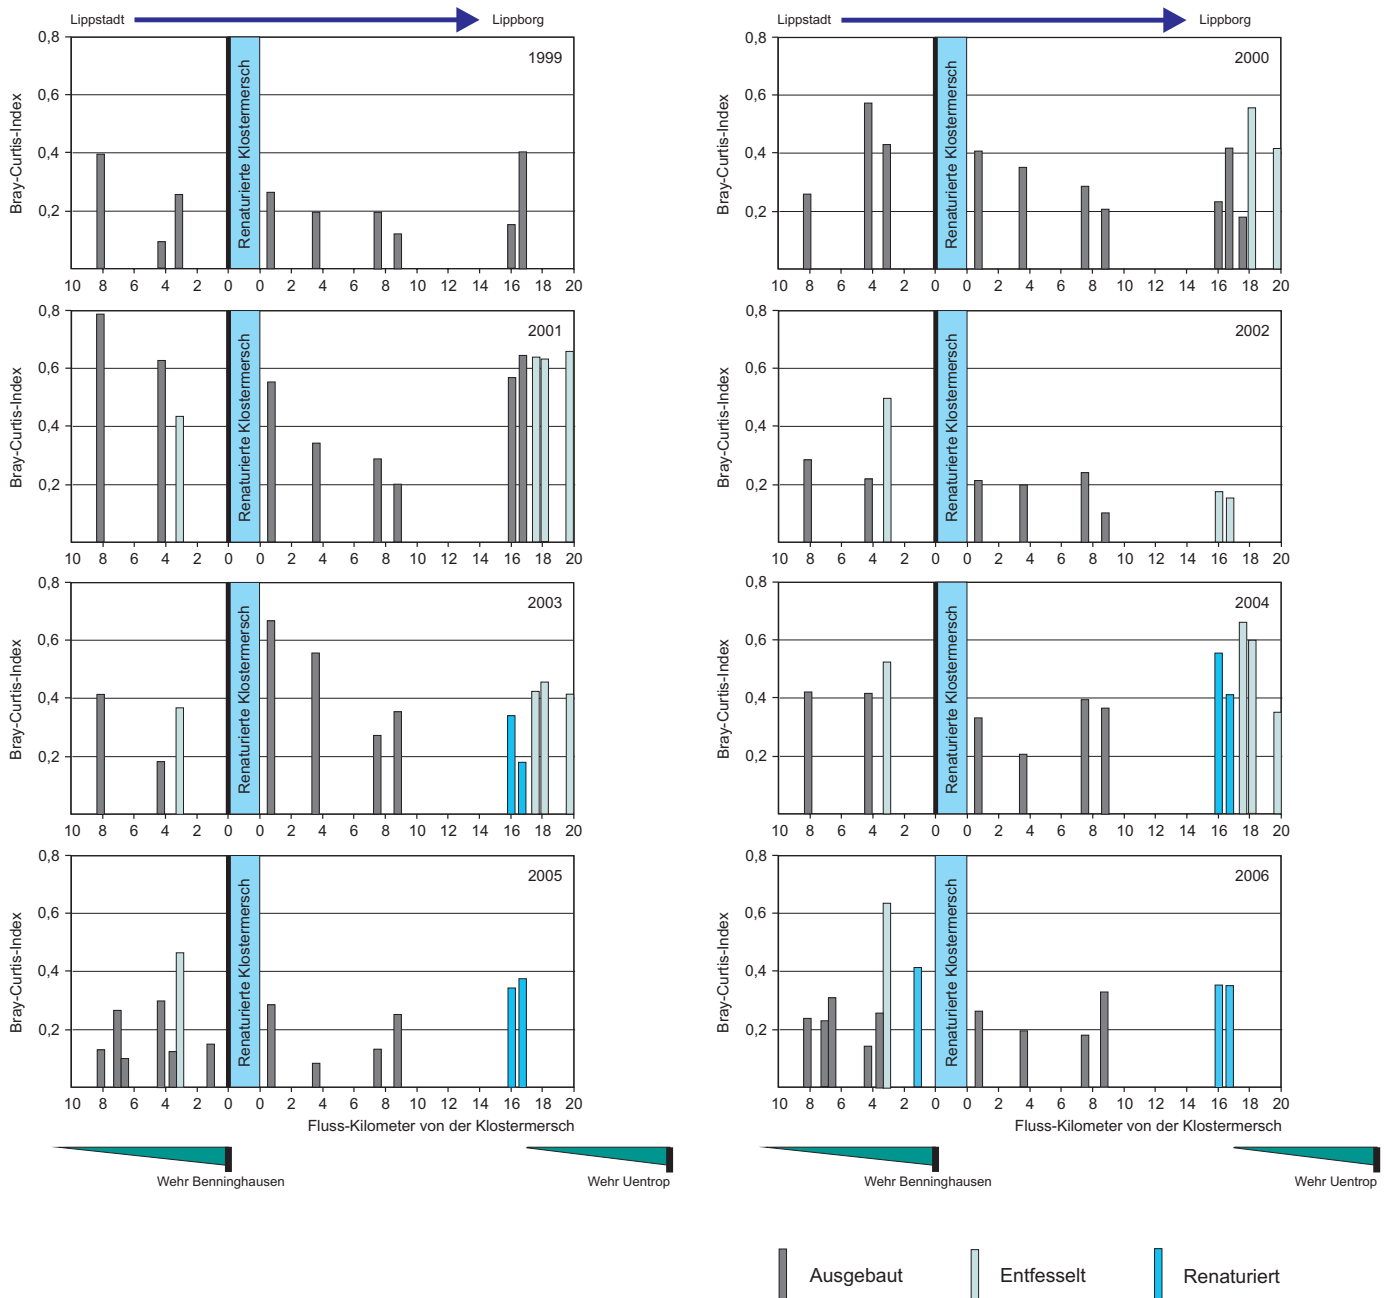 Lippstadt Lippborg Lippstadt Lippborg
Bray-Curtis-Index
0,8
0,6
0,4
0,2
Renaturierte Klostermersch
1999
10 8 6 4 2 0 0 2 4 6 8 10 12 14 16 18 20
Bray-Curtis-Index
0,8
0,6
0,4
0,2
Renaturierte Klostermersch
2000
10 8 6 4 2 0 0 2 4 6 8 10 12 14 16 18 20
Bray-Curtis-Index
0,8
0,6
0,4
0,2
Renaturierte Klostermersch
2001
10 8 6 4 2 0 0 2 4 6 8 10 12 14 16 18 20
Bray-Curtis-Index
0,8
0,6
0,4
0,2
Renaturierte Klostermersch
2002
10 8 6 4 2 0 0 2 4 6 8 10 12 14 16 18 20
Bray-Curtis-Index
0,8
0,6
0,4
0,2
Renaturierte Klostermersch
2003
10 8 6 4 2 0 0 2 4 6 8 10 12 14 16 18 20
Bray-Curtis-Index
0,8
0,6
0,4
0,2
Renaturierte Klostermersch
2004
10 8 6 4 2 0 0 2 4 6 8 10 12 14 16 18 20
Bray-Curtis-Index
0,8
0,6
0,4
0,2
Renaturierte Klostermersch
2005
10 8 6 4 2 0 0 2 4 6 8 10 12 14 16 18 20
Fluss-Kilometer von der Klostermersch
Bray-Curtis-Index
0,8
0,6
0,4
0,2
Renaturierte Klostermersch
2006
10 8 6 4 2 0 0 2 4 6 8 10 12 14 16 18 20
Fluss-Kilometer von der Klostermersch
Wehr Benninghausen Wehr Uentrop Wehr Benninghausen Wehr Uentrop
Ausgebaut Entfesselt Renaturiert